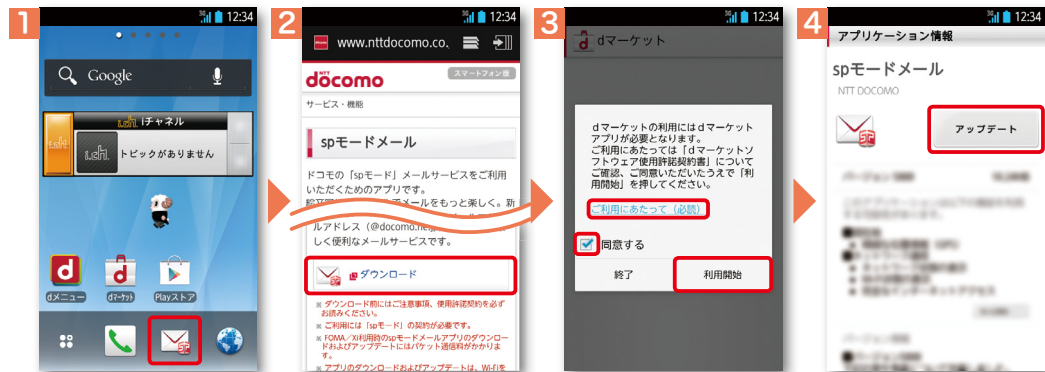 1
3G 12:34
Google
i.ch iチャネル
i.ch
i.ch トピックがありません
d
d
dメニュー
dマーケット
Playストア
2
3G 12:34
www.nttdocomo.co.
NTT
döcomo
スマートフォン版
サービス・機能
spモードメール
ドコモの「spモード」メールサービスをご利用
いただくためのアプリです。
メールをもっと楽しく。新
ルアドレス（@docomo.ne.
しく便利なメールサービスです。
ダウンロード
※ ダウンロード前にはご注意事項、使用許諾契約を必ず
お読みください。
※ ご利用には「spモード」の契約が必要です。
※ FOMA／Xi利用時のspモードメールアプリのダウンロー
ドおよびアップデートにはパケット通信料がかかりま
す。
※ アプリのダウンロードおよびアップデートは、Wi-Fiを
3
3G 12:34
d dマーケット
dマーケットの利用にはdマーケット
アプリが必要となります。
ご利用にあたっては「dマーケットソ
フトウェア使用許諾契約書」について
ご確認、ご同意いただいたうえで「利
用開始」を押してください。
ご利用にあたって（必読）
同意する
終了
利用開始
4
3G 12:34
アプリケーション情報
spモードメール
NTT DOCOMO
アップデート